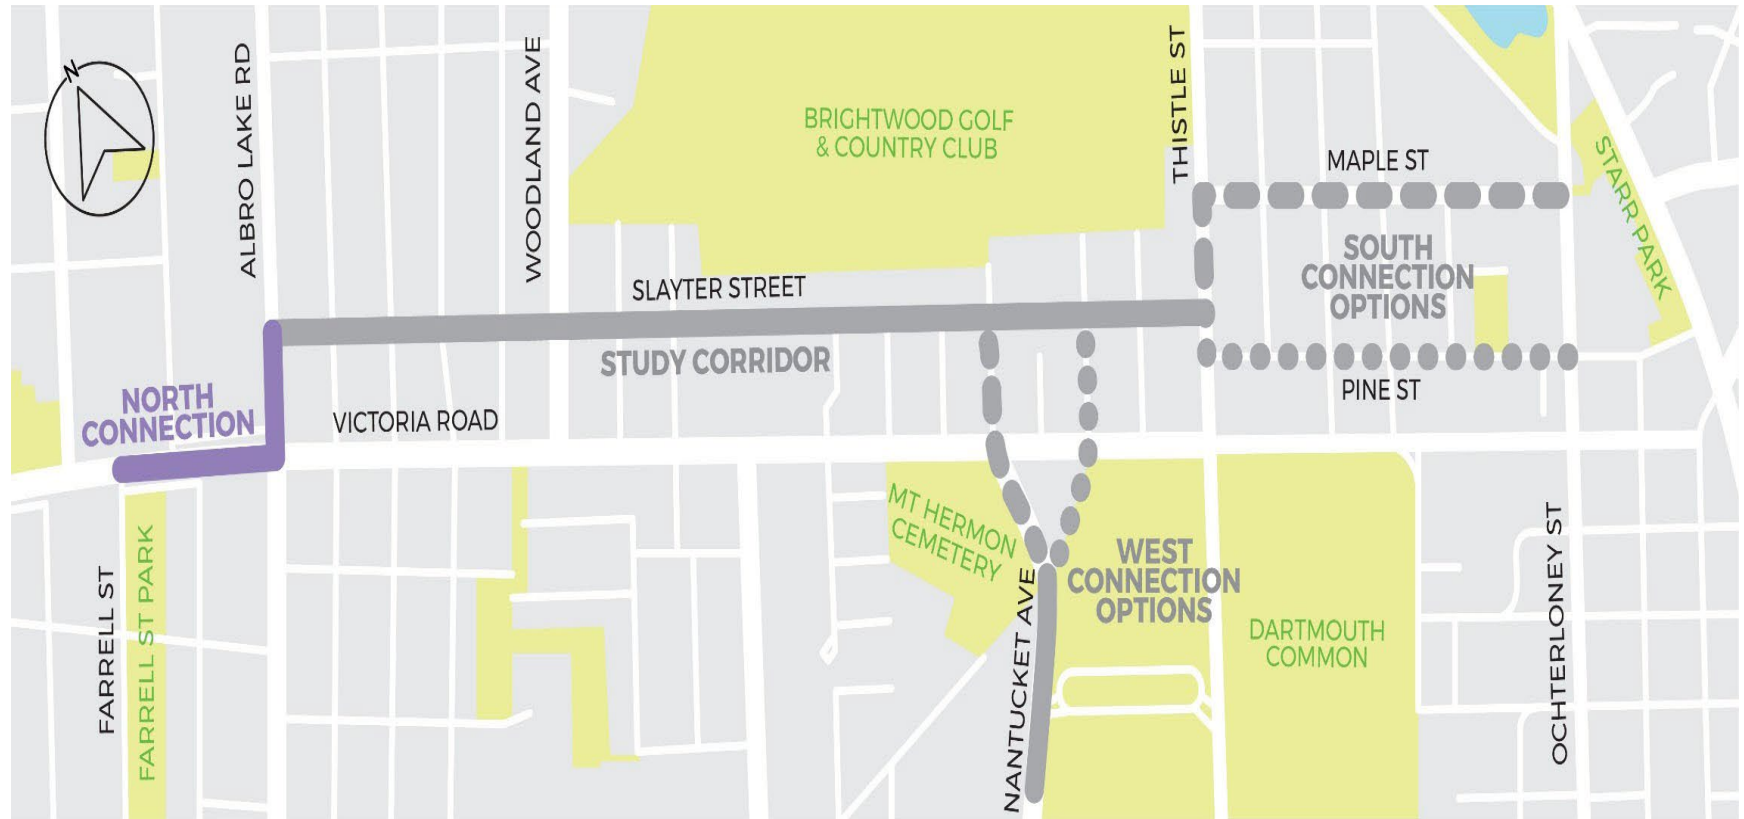 N
ALBRO LAKE RD
WOODLAND AVE
THISTLE ST
BRIGHTWOOD GOLF
& COUNTRY CLUB
MAPLE ST
STARR PARK
SOUTH
CONNECTION
OPTIONS
SLAYTER STREET
STUDY CORRIDOR
NORTH
CONNECTION
VICTORIA ROAD
PINE ST
MT HERMON
CEMETERY
WEST
CONNECTION
OPTIONS
NANTUCKET AVE
DARTMOUTH
COMMON
OCHTERLONEY ST
FARRELL ST
FARRELL ST PARK